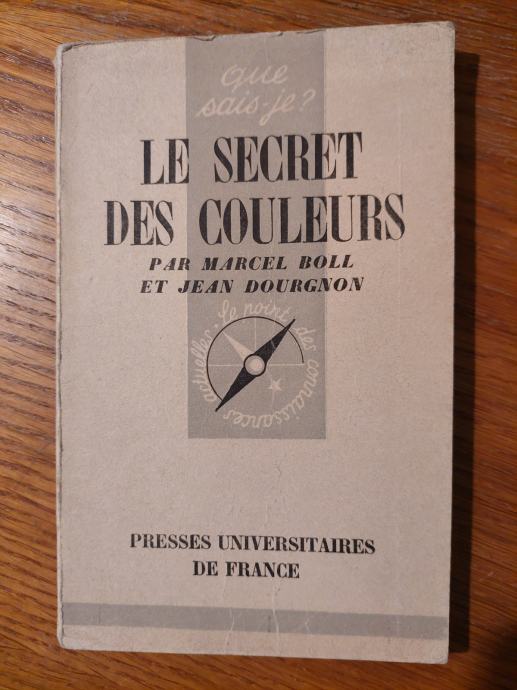 que
sais-je?
LE SECRET
DES COULEURS
PAR MARCEL BOLL
ET JEAN DOURGNON
Le point des connaissances actuelles.
PRESSES UNIVERSITAIRES
DE FRANCE